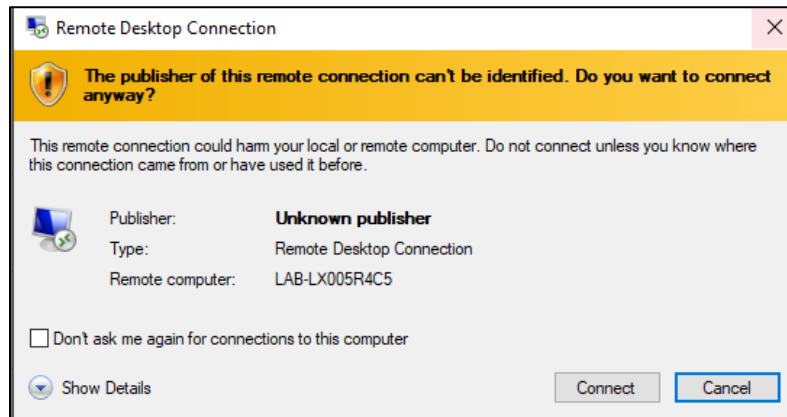 Remote Desktop Connection
The publisher of this remote connection can't be identified. Do you want to connect
anyway?
This remote connection could harm your local or remote computer. Do not connect unless you know where
this connection came from or have used it before.
Publisher: Unknown publisher
Type: Remote Desktop Connection
Remote computer: LAB-LX005R4C5
Don't ask me again for connections to this computer
Show Details Connect Cancel